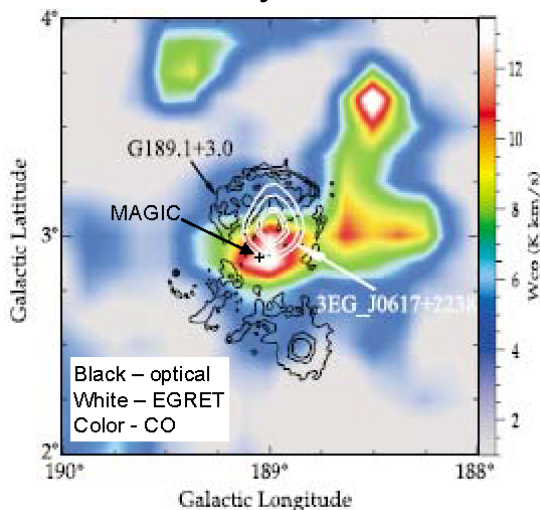 4°
G189.1+3.0
MAGIC
3°
3EG_J0617+2238
Black – optical
White – EGRET
Color - CO
2°
190°
189°
188°
Galactic Longitude
Galactic Latitude
12
10
8
6
4
2
W_CO (K km/s)